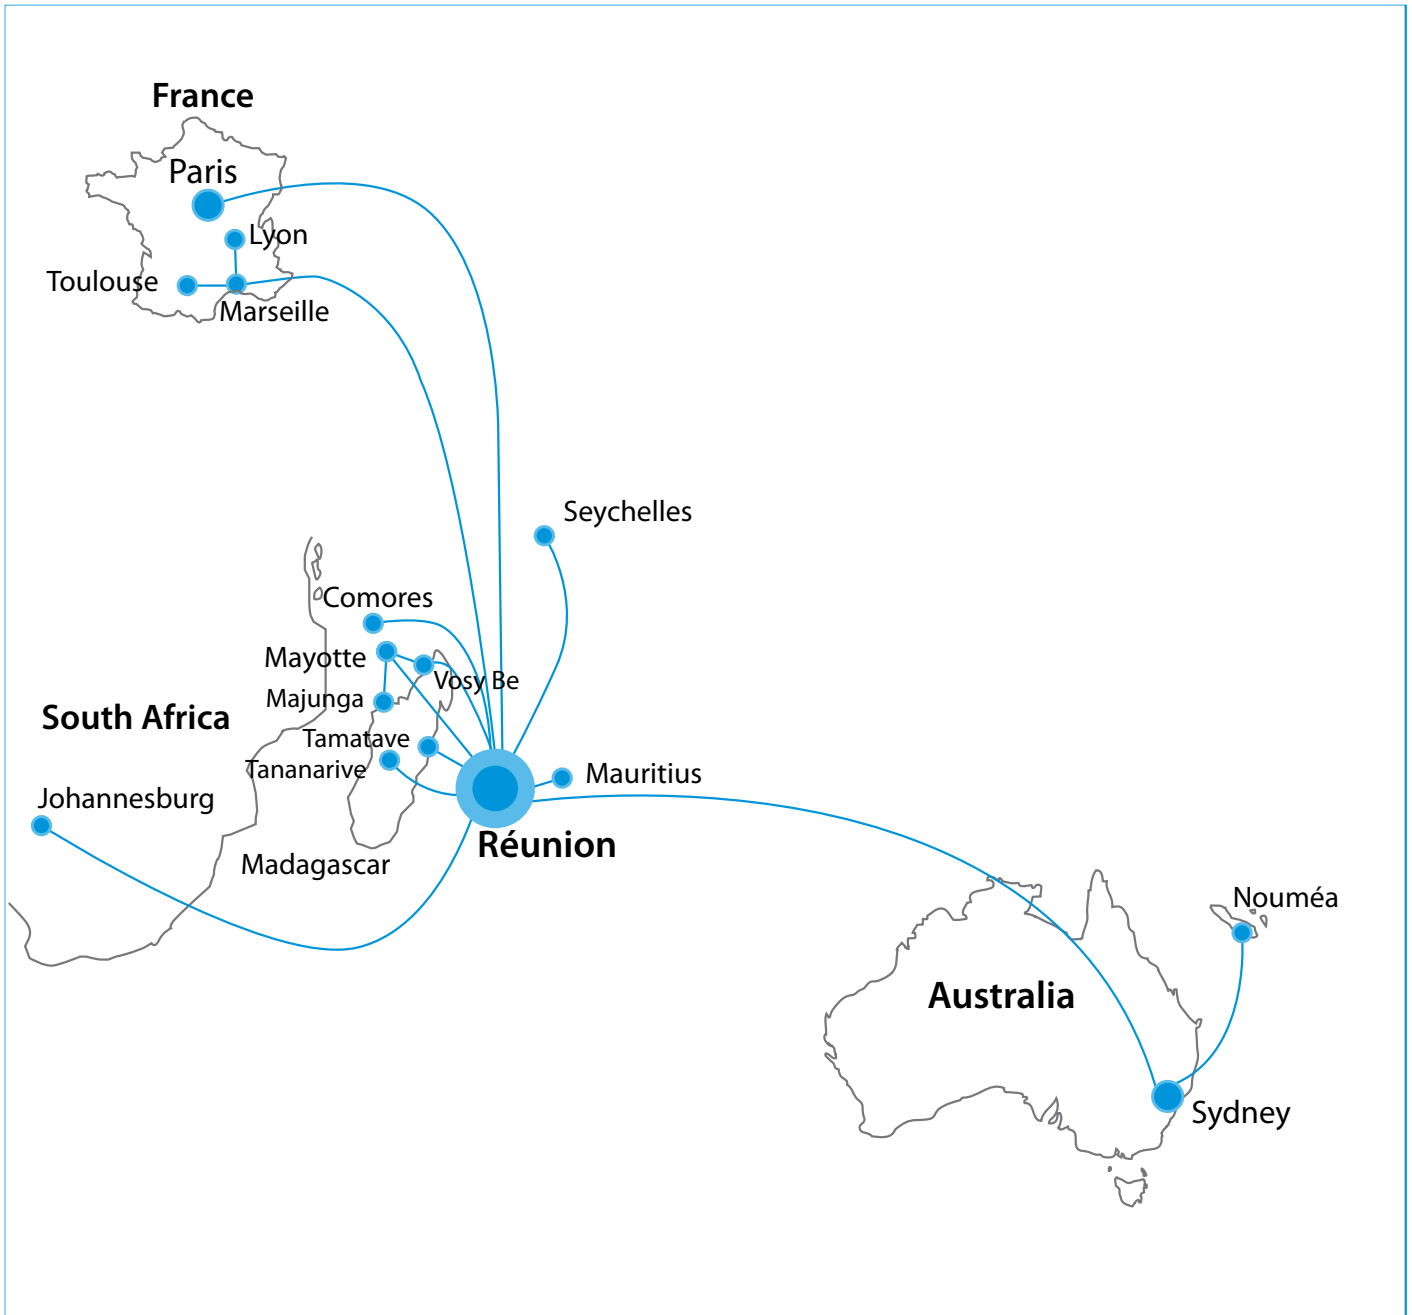 France
Paris
Lyon
Toulouse
Marseille
Seychelles
Comores
Mayotte
Vosy Be
Majunga
South Africa
Tamatave
Tananarive
Mauritius
Johannesburg
Réunion
Madagascar
Nouméa
Australia
Sydney